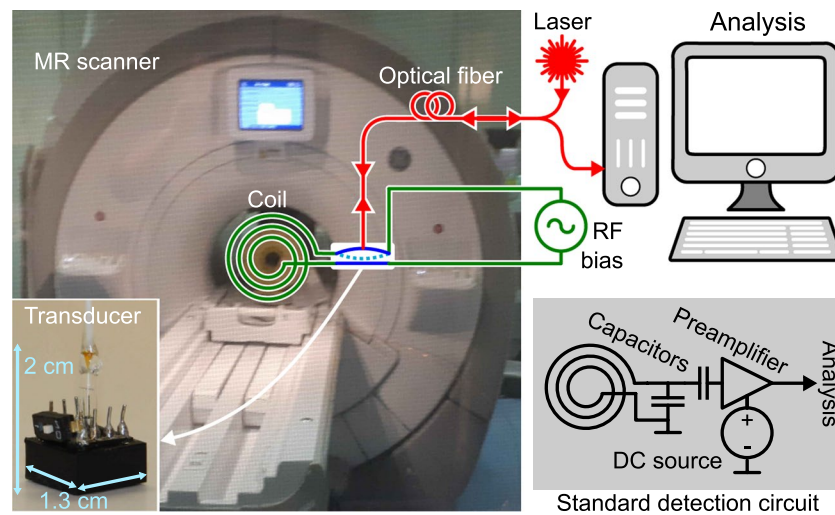 MR scanner
Optical fiber
Laser
Analysis
Coil
RF
bias
Transducer
2 cm
1.3 cm
Capacitors
Preamplifier
Analysis
+
-
DC source
Standard detection circuit